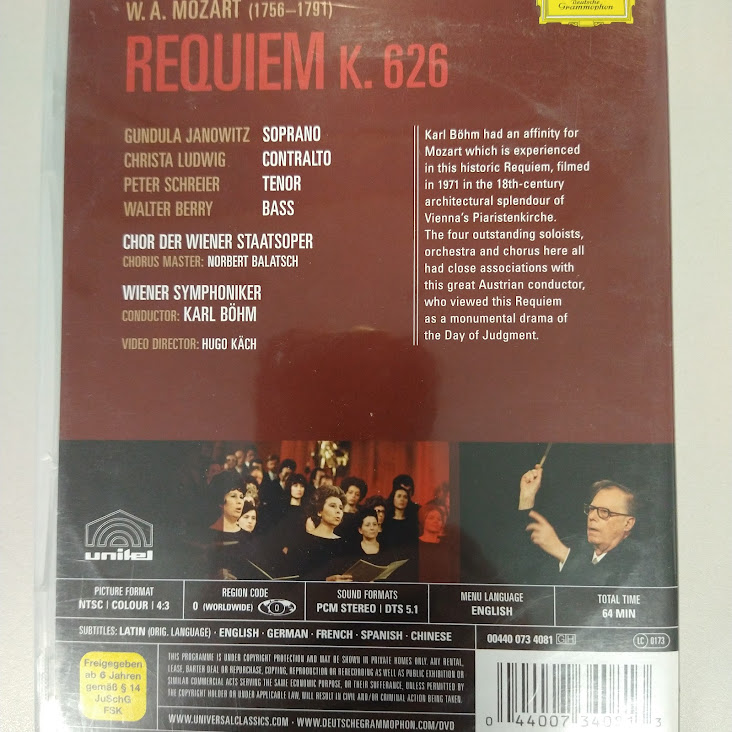 W. A. MOZART (1756–1791)
Deutsche
Grammophon
REQUIEM K. 626
GUNDULA JANOWITZ SOPRANO
CHRISTA LUDWIG CONTRALTO
PETER SCHREIER TENOR
WALTER BERRY BASS
CHOR DER WIENER STAATSOPER
CHORUS MASTER: NORBERT BALATSCH
WIENER SYMPHONIKER
CONDUCTOR: KARL BÖHM
VIDEO DIRECTOR: HUGO KÄCH
Karl Böhm had an affinity for
Mozart which is experienced
in this historic Requiem, filmed
in 1971 in the 18th-century
architectural splendour of
Vienna's Piaristenkirche.
The four outstanding soloists,
orchestra and chorus here all
had close associations with
this great Austrian conductor,
who viewed this Requiem
as a monumental drama of
the Day of Judgment.
unitel
PICTURE FORMAT
NTSC | COLOUR | 4:3
REGION CODE
0 (WORLDWIDE) 0
SOUND FORMATS
PCM STEREO | DTS 5.1
MENU LANGUAGE
ENGLISH
TOTAL TIME
64 MIN
SUBTITLES: LATIN (ORIG. LANGUAGE) · ENGLISH · GERMAN · FRENCH · SPANISH · CHINESE
00440 073 4081 GH
LC 0173
Freigegeben
ab 6 Jahren
gemäß § 14
JuSchG
FSK
THIS PROGRAMME IS UNDER COPYRIGHT PROTECTION AND MAY BE SHOWN IN PRIVATE HOMES ONLY. ANY RENTAL,
LEASE, BARTER DEAL OR REPURCHASE, COPYING, REPRODUCTION OR RERECORDING AS WELL AS PUBLIC EXHIBITION OR
SIMILAR COMMERCIAL ACTS SERVING THE SAME ECONOMIC PURPOSE, OR THEIR SUFFERANCE, UNLESS PERMITTED BY
THE COPYRIGHT HOLDER OR UNDER APPLICABLE LAW, WILL RESULT IN CIVIL AND/OR CRIMINAL ACTION BEING TAKEN.
WWW.UNIVERSALCLASSICS.COM · WWW.DEUTSCHEGRAMMOPHON.COM/DVD
0 44007 34081 3